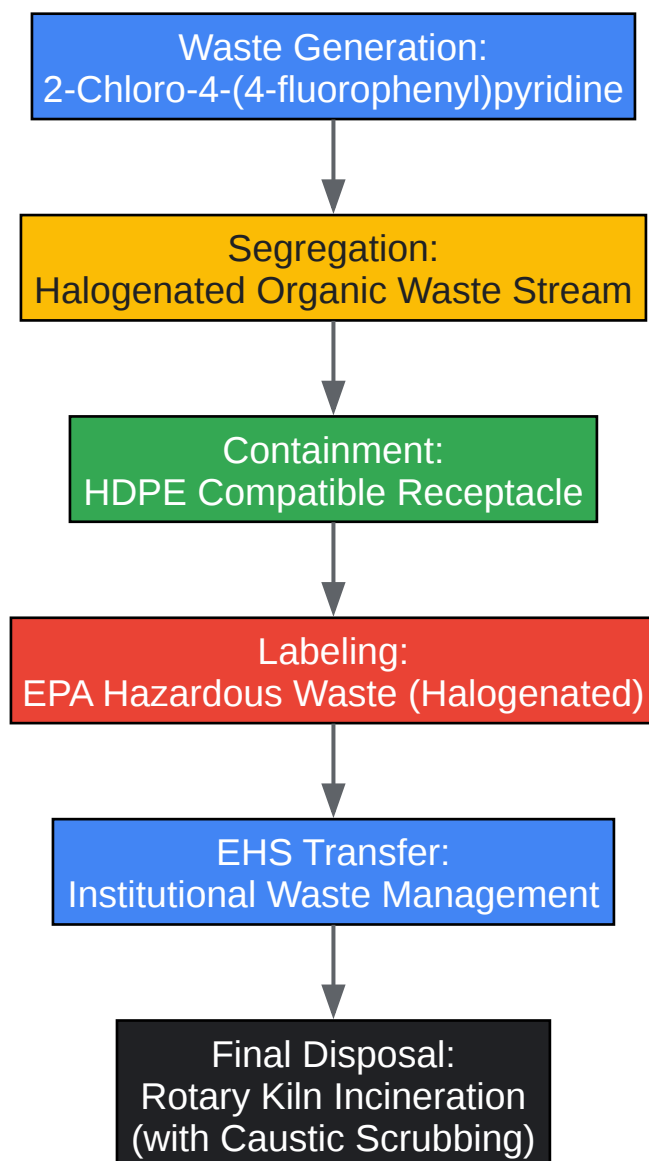 Waste Generation:
2-Chloro-4-(4-fluorophenyl)pyridine
Segregation:
Halogenated Organic Waste Stream
Containment:
HDPE Compatible Receptacle
Labeling:
EPA Hazardous Waste (Halogenated)
EHS Transfer:
Institutional Waste Management
Final Disposal:
Rotary Kiln Incineration
(with Caustic Scrubbing)